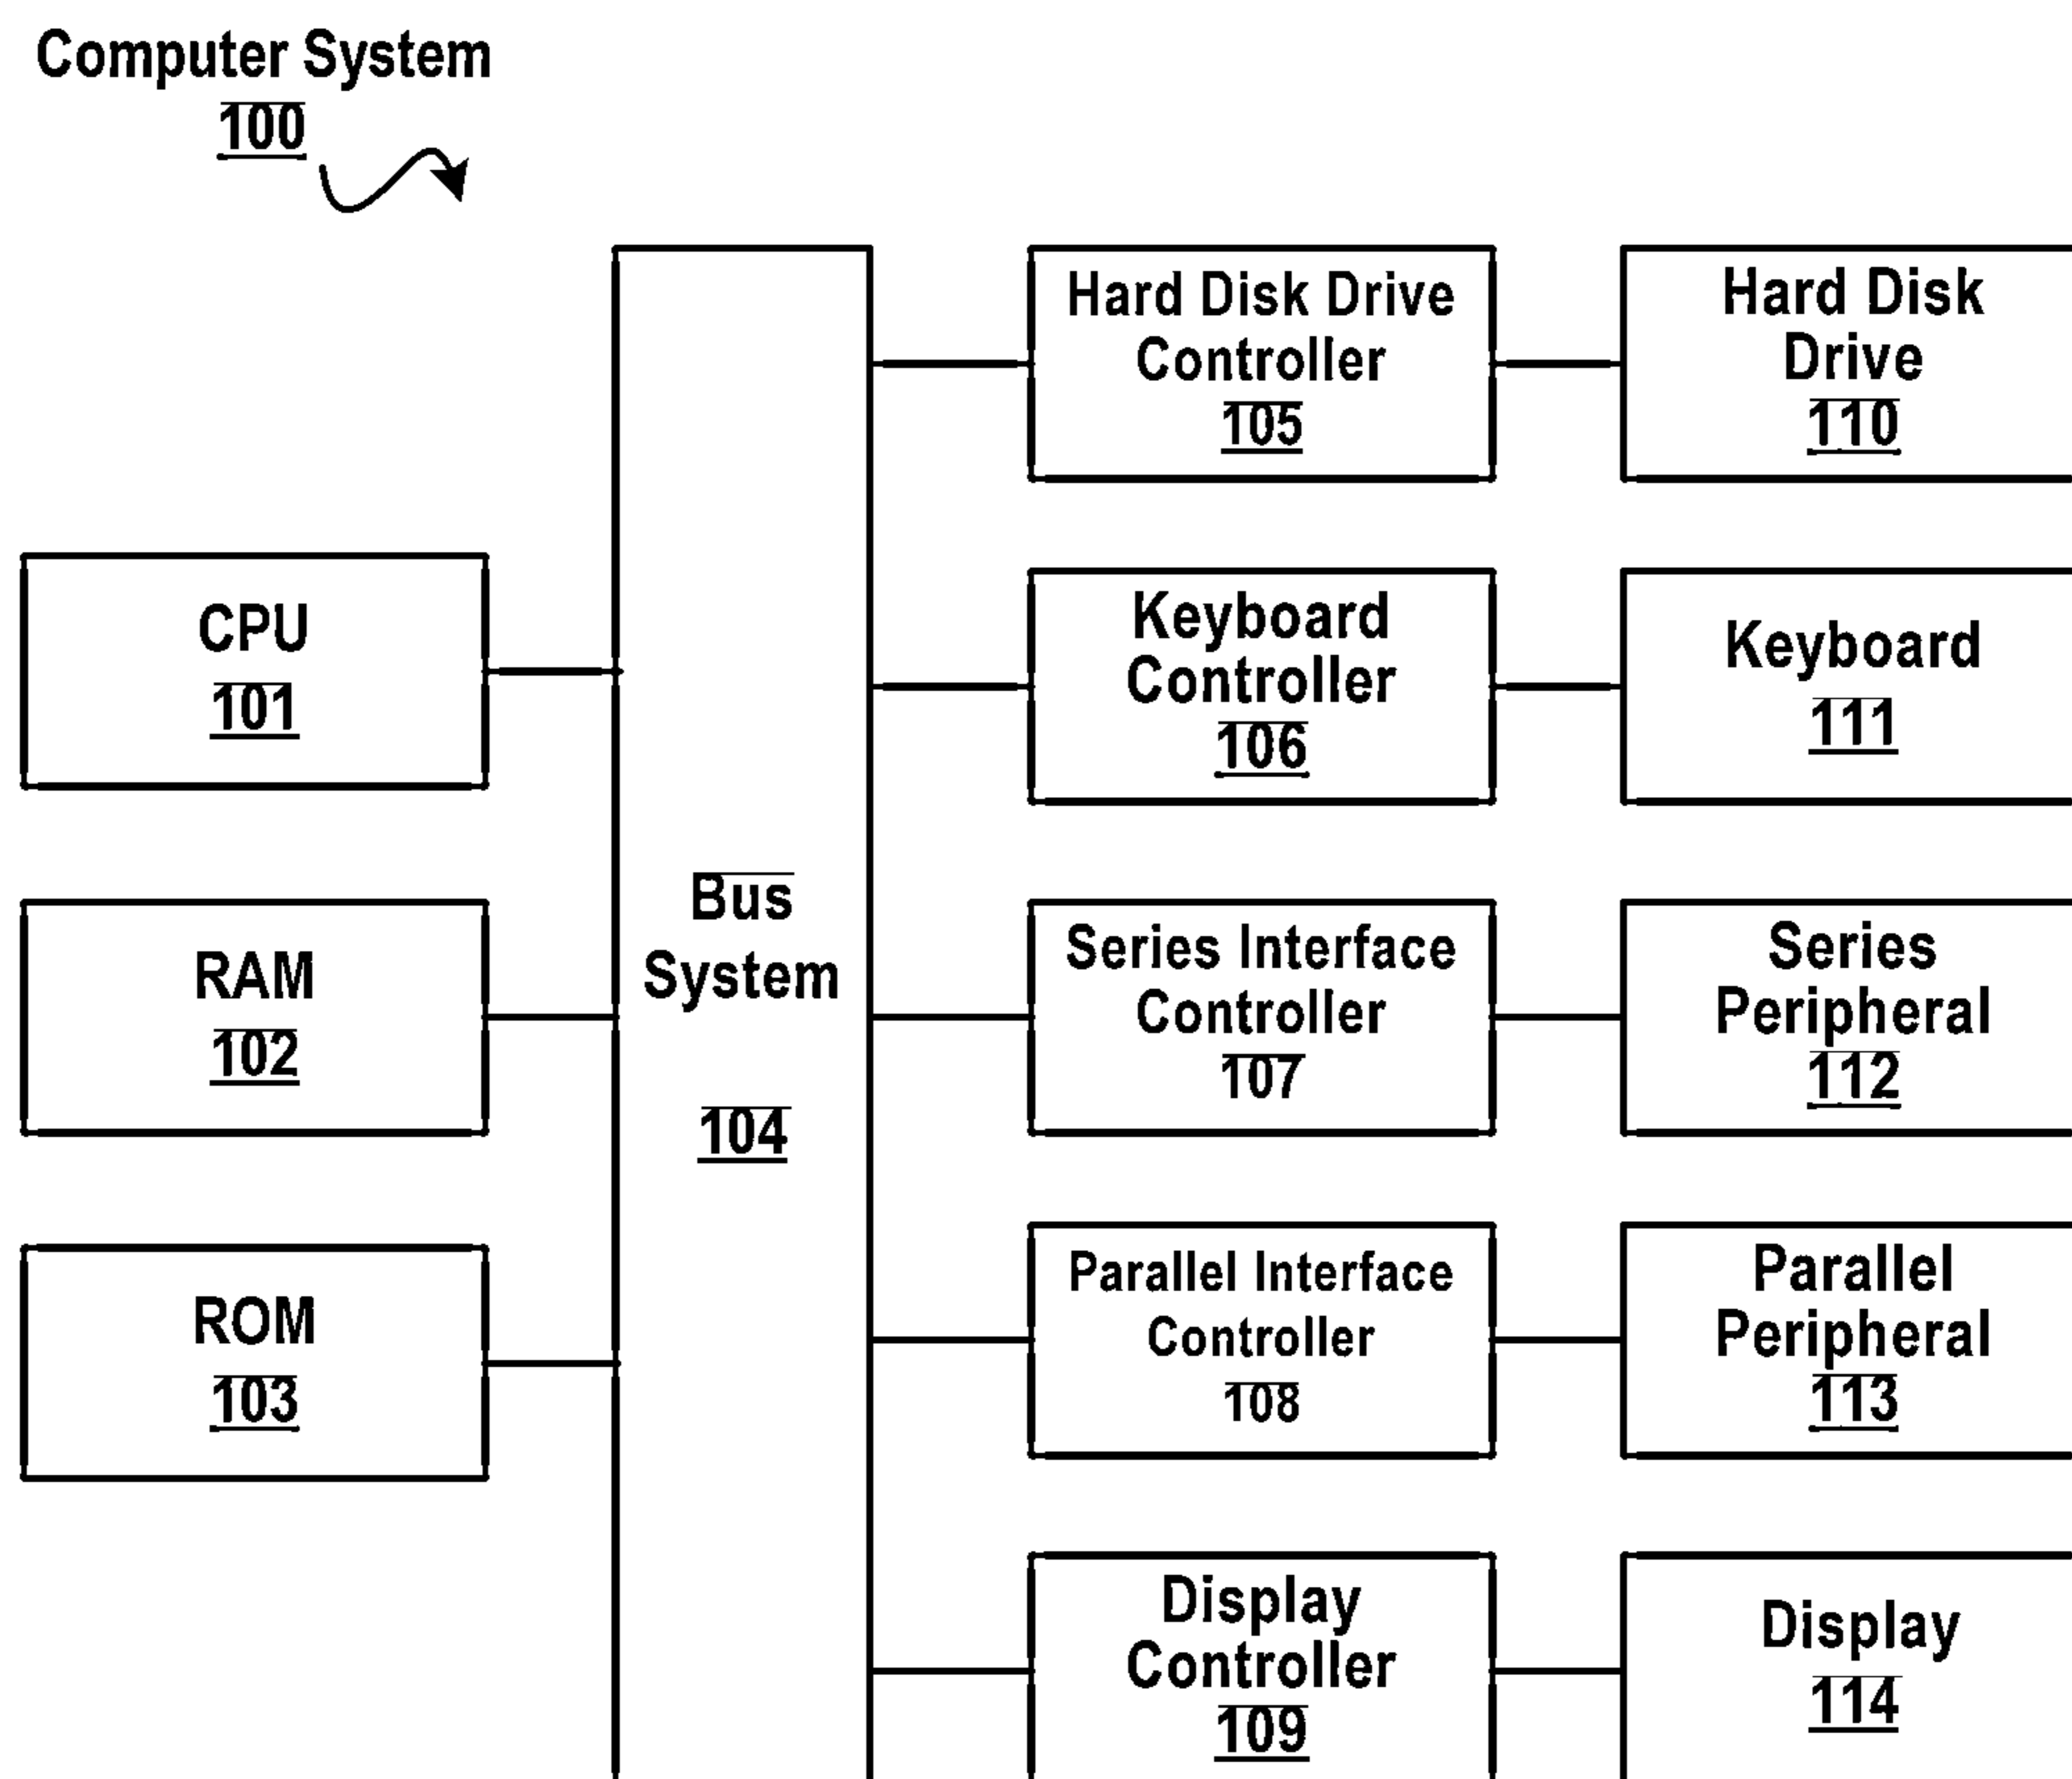 Computer System
100
CPU
101
RAM
102
ROM
103
Bus
System
104
Hard Disk Drive
Controller
105
Keyboard
Controller
106
Series Interface
Controller
107
Parallel Interface
Controller
108
Display
Controller
109
Hard Disk
Drive
110
Keyboard
111
Series
Peripheral
112
Parallel
Peripheral
113
Display
114